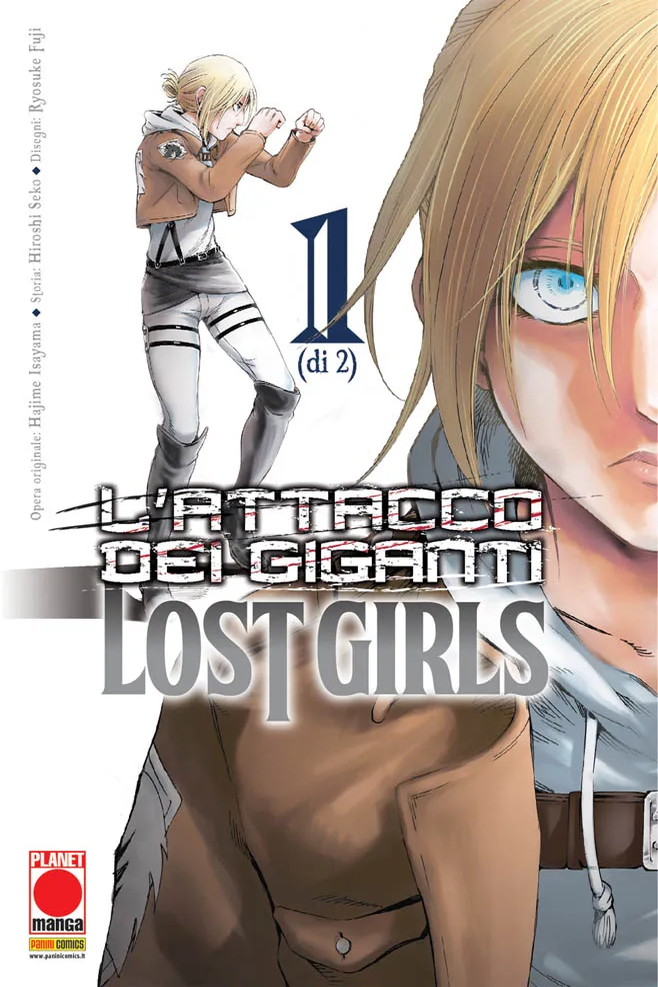 Opera originale: Hajime Isayama ◆ Storia: Hiroshi Seko ◆ Disegni: Ryosuke Fuji
1
(di 2)
L'ATTACCO
DEI GIGANTI
LOST GIRLS
PLANET
manga
PANINI COMICS
www.paninicomics.it